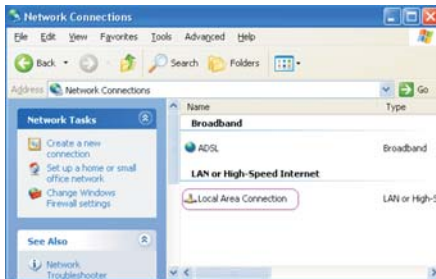 Network Connections
File Edit View Favorites Tools Advanced Help
Back Search Folders
Address Network Connections Go
Network Tasks
Create a new
connection
Set up a home or small
office network
Change Windows
Firewall settings
See Also
Network
Troubleshooter
Name Type
Broadband
ADSL Broadband
LAN or High-Speed Internet
Local Area Connection LAN or High-S